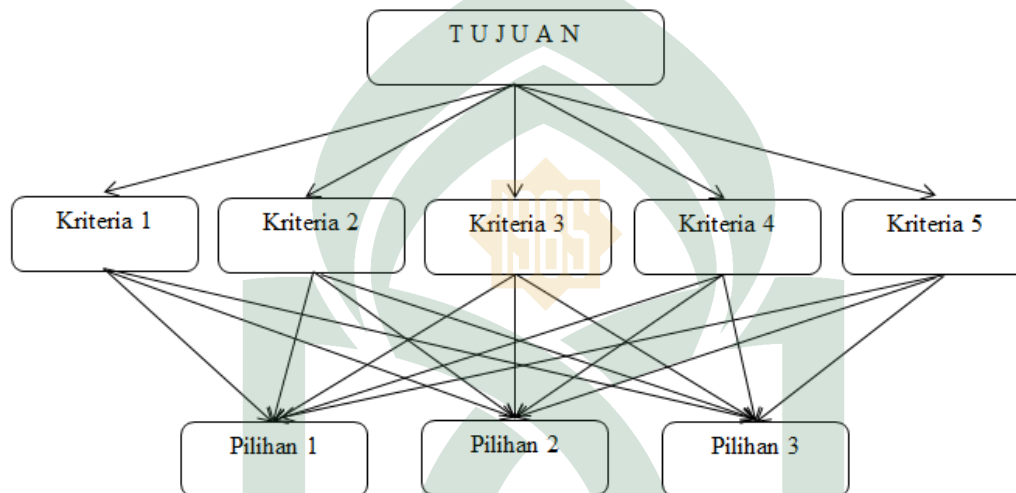 T U J U A N
Kriteria 1
Kriteria 2
Kriteria 3
Kriteria 4
Kriteria 5
Pilihan 1
Pilihan 2
Pilihan 3